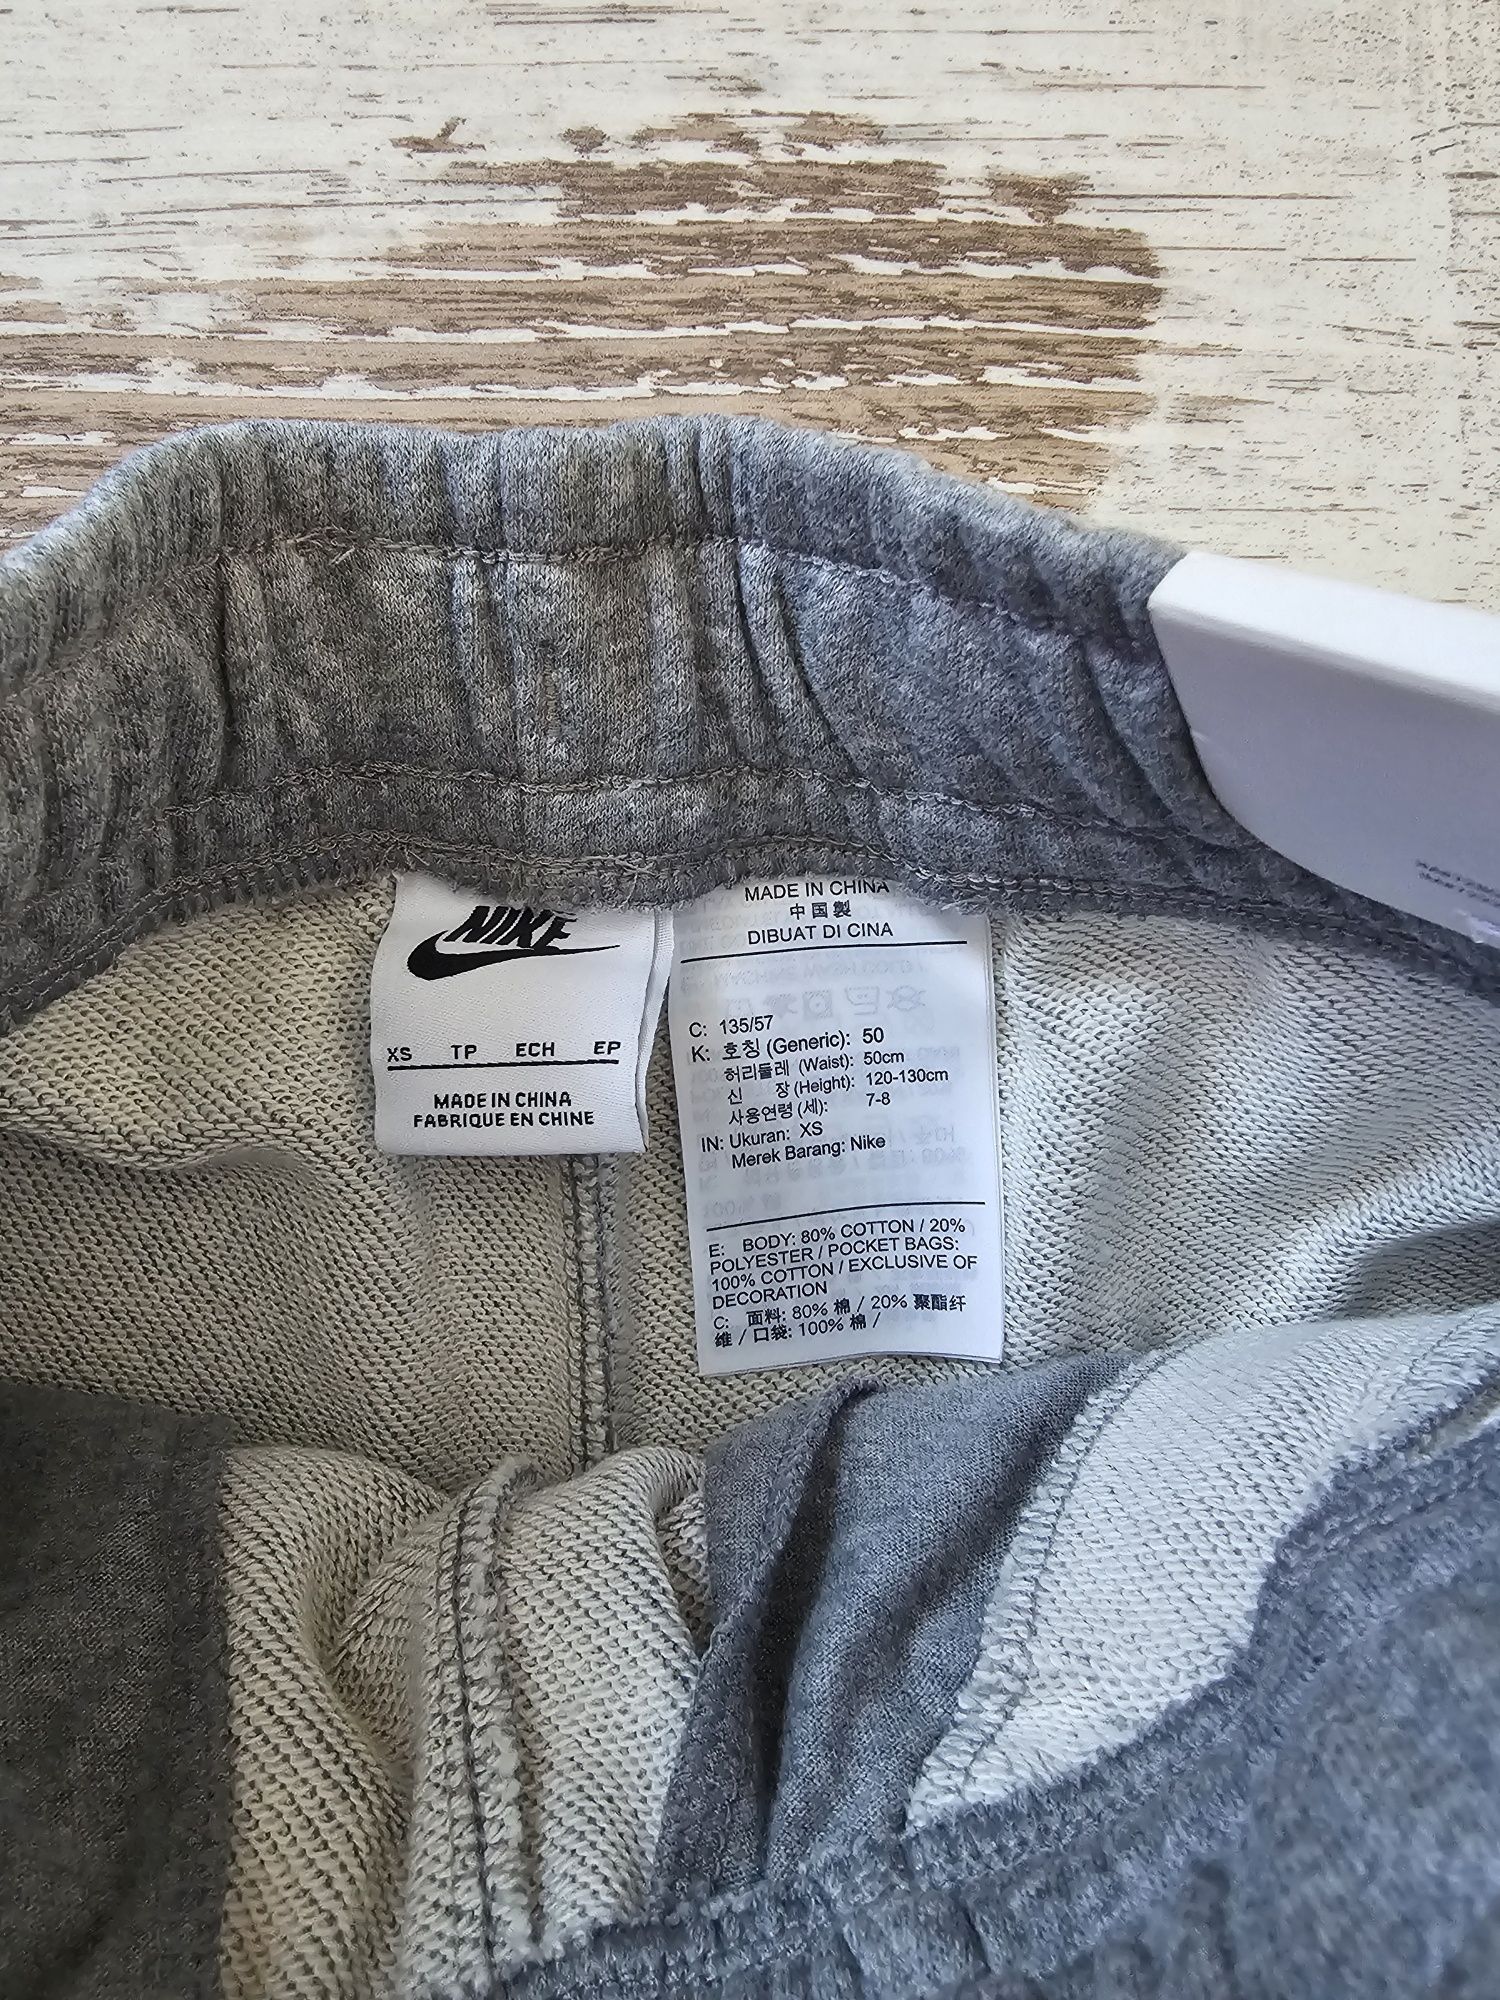 NIKE
XS TP ECH EP
MADE IN CHINA
FABRIQUE EN CHINE
MADE IN CHINA
中国製
DIBUAT DI CINA
C: 135/57
K: 호칭 (Generic): 50
허리둘레 (Waist): 50cm
신 장 (Height): 120-130cm
사용연령 (세): 7-8
IN: Ukuran: XS
Merek Barang: Nike
E: BODY: 80% COTTON / 20%
POLYESTER / POCKET BAGS:
100% COTTON / EXCLUSIVE OF
DECORATION
C: 面料: 80% 棉 / 20% 聚酯纤
维 / 口袋: 100% 棉 /